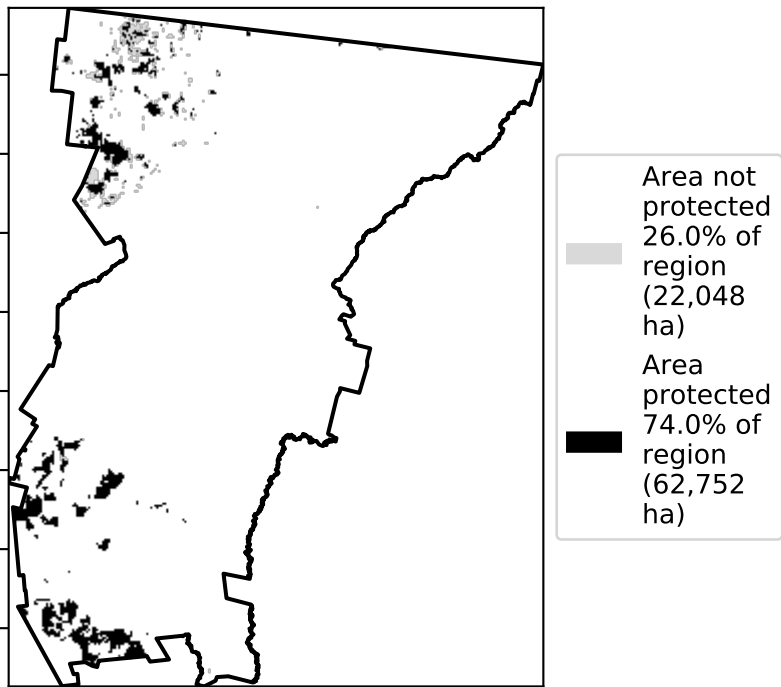 Area not
protected
26.0% of
region
(22,048
ha)
Area
protected
74.0% of
region
(62,752
ha)